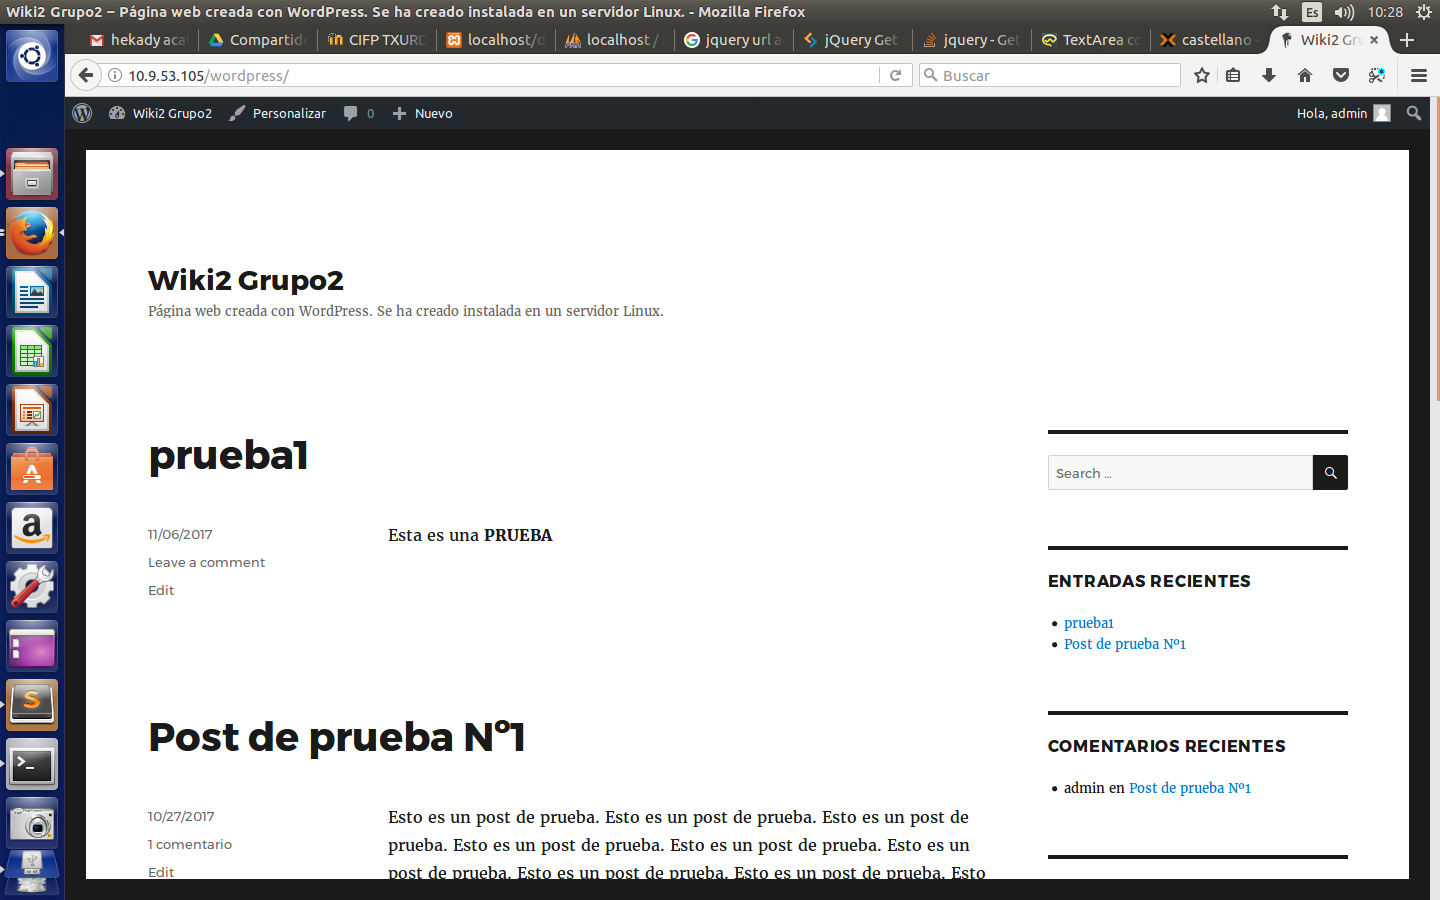 Wiki2 Grupo2 – Página web creada con WordPress. Se ha creado instalada en un servidor Linux. - Mozilla Firefox
Es
10:28
hekady aca
Compartido
CIFP TXURD
localhost/d
localhost /
jquery url a
jQuery Get
jquery - Get
TextArea co
castellano
Wiki2 Gru
10.9.53.105/wordpress/
Buscar
Wiki2 Grupo2
Personalizar
0
Nuevo
Hola, admin
Wiki2 Grupo2
Página web creada con WordPress. Se ha creado instalada en un servidor Linux.
prueba1
Search …
11/06/2017
Esta es una PRUEBA
Leave a comment
Edit
ENTRADAS RECIENTES
prueba1
Post de prueba Nº1
Post de prueba Nº1
COMENTARIOS RECIENTES
admin en Post de prueba Nº1
10/27/2017
1 comentario
Edit
Esto es un post de prueba. Esto es un post de prueba. Esto es un post de
prueba. Esto es un post de prueba. Esto es un post de prueba. Esto es un
post de prueba. Esto es un post de prueba. Esto es un post de prueba. Esto